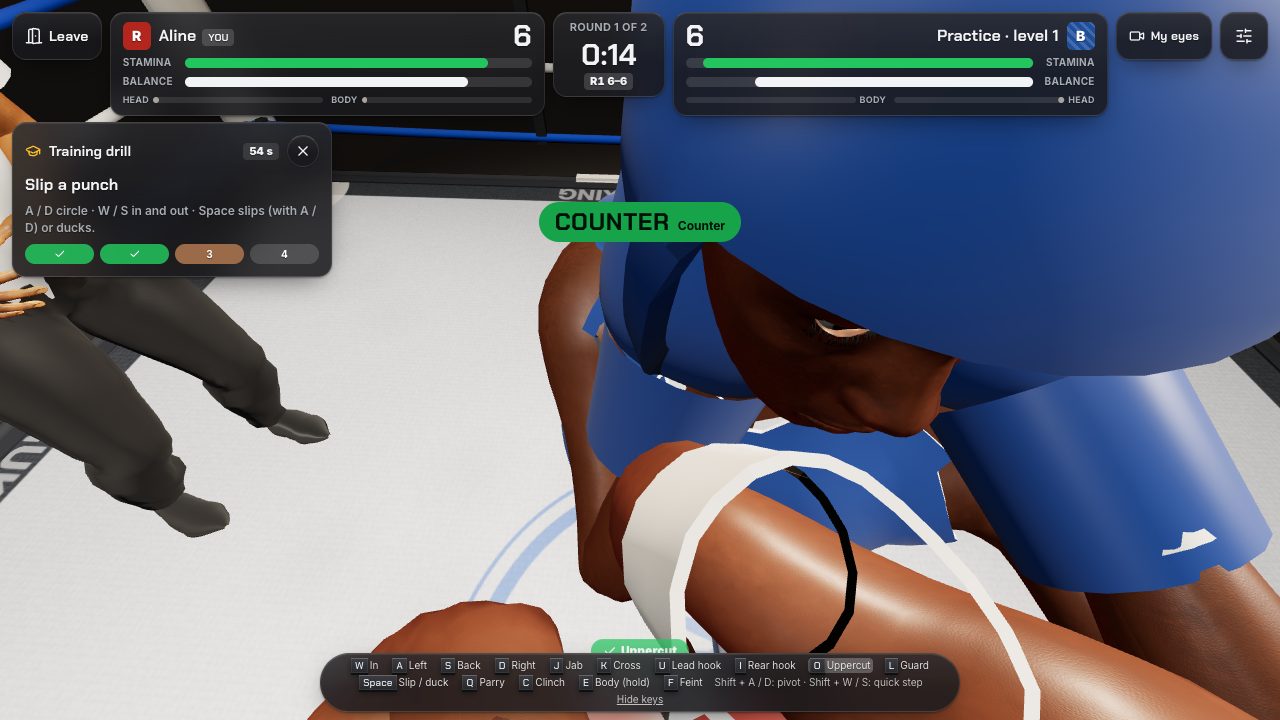 Leave
R Aline YOU 6
STAMINA
BALANCE
HEAD BODY
ROUND 1 OF 2
0:14
R1 6–6
6 Practice · level 1 B
STAMINA
BALANCE
BODY HEAD
My eyes
Training drill 54 s
Slip a punch
A / D circle · W / S in and out · Space slips (with A /
D) or ducks.
3 4
XING
COUNTER Counter
Uppercut
W In A Left S Back D Right J Jab K Cross U Lead hook I Rear hook O Uppercut L Guard
Space Slip / duck Q Parry C Clinch E Body (hold) F Feint Shift + A / D: pivot · Shift + W / S: quick step
Hide keys